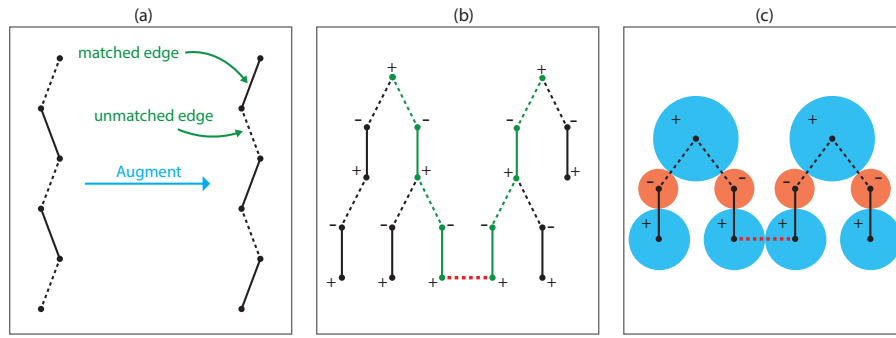 (a)
matched edge
unmatched edge
Augment
(b)
+ +
- - - -
+ + + +
- - - -
+ + + + + +
(c)
+ +
- - - -
+ + + +